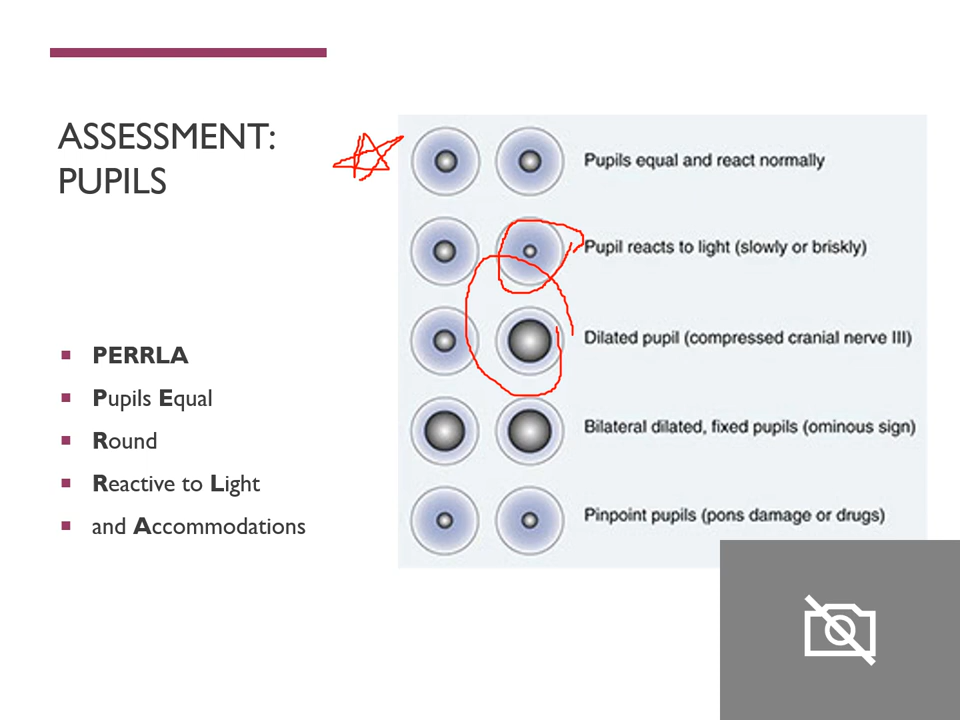 ASSESSMENT:
PUPILS
PERRLA
Pupils Equal
Round
Reactive to Light
and Accommodations
Pupils equal and react normally
Pupil reacts to light (slowly or briskly)
Dilated pupil (compressed cranial nerve III)
Bilateral dilated, fixed pupils (ominous sign)
Pinpoint pupils (pons damage or drugs)